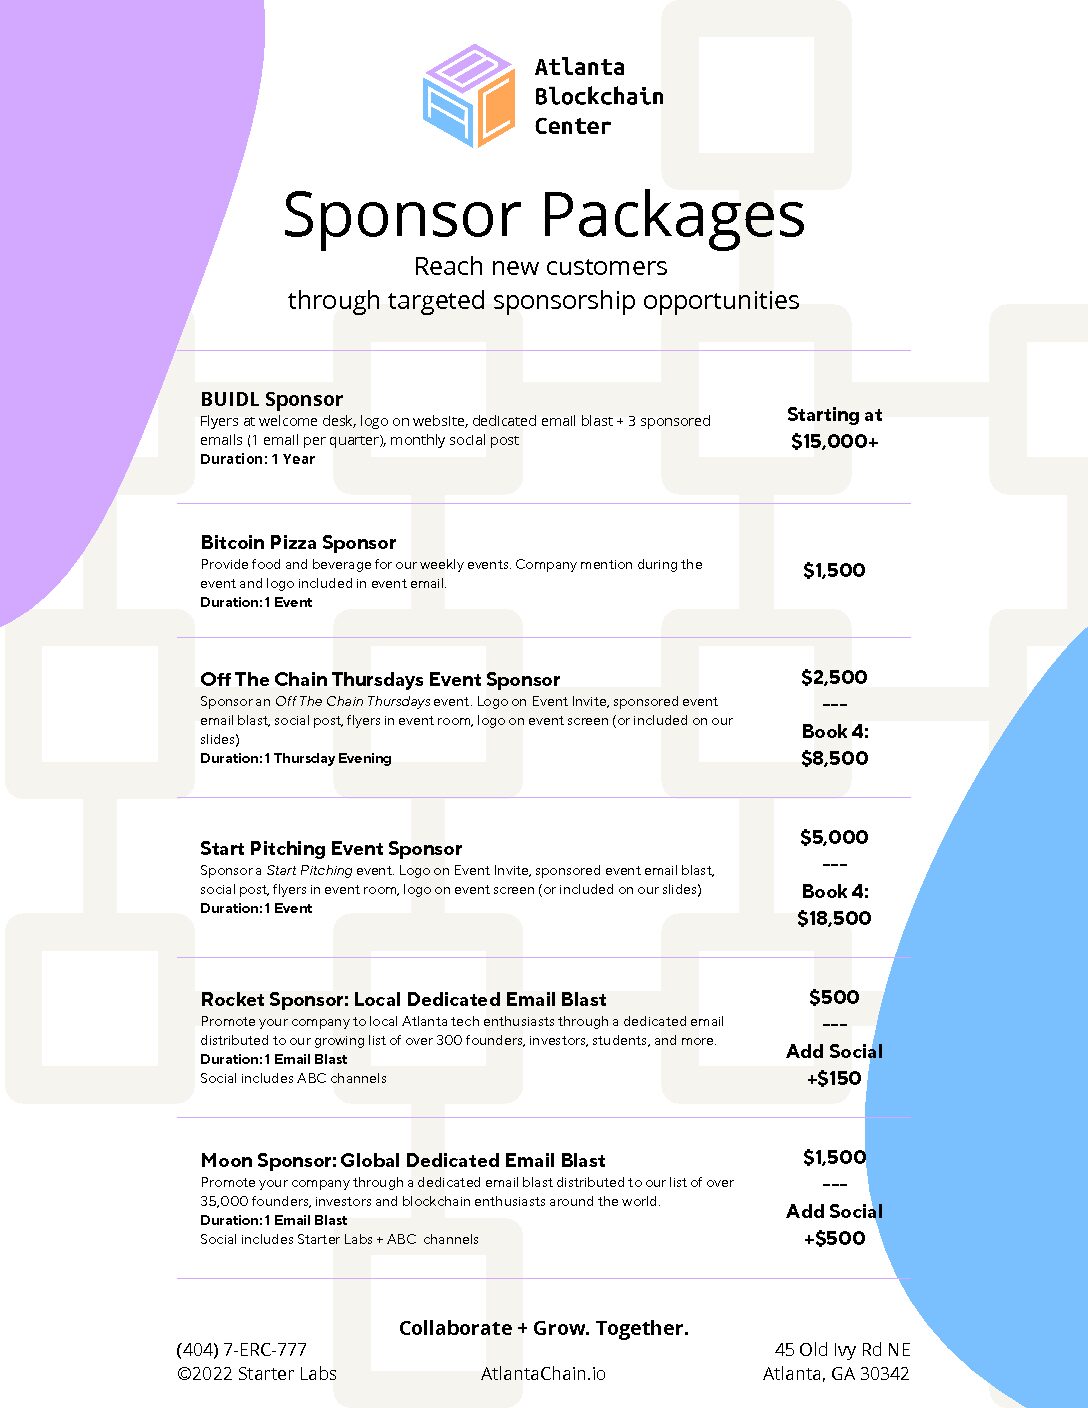 Atlanta
Blockchain
Center
Sponsor Packages
Reach new customers
through targeted sponsorship opportunities
BUIDL Sponsor
Flyers at welcome desk, logo on website, dedicated email blast + 3 sponsored
emails (1 email per quarter), monthly social post
Duration: 1 Year
Starting at
$15,000+
Bitcoin Pizza Sponsor
Provide food and beverage for our weekly events. Company mention during the
event and logo included in event email.
Duration: 1 Event
$1,500
Off The Chain Thursdays Event Sponsor
Sponsor an Off The Chain Thursdays event. Logo on Event Invite, sponsored event
email blast, social post, flyers in event room, logo on event screen (or included on our
slides)
Duration: 1 Thursday Evening
$2,500
---
Book 4:
$8,500
Start Pitching Event Sponsor
Sponsor a Start Pitching event. Logo on Event Invite, sponsored event email blast,
social post, flyers in event room, logo on event screen (or included on our slides)
Duration: 1 Event
$5,000
---
Book 4:
$18,500
Rocket Sponsor: Local Dedicated Email Blast
Promote your company to local Atlanta tech enthusiasts through a dedicated email
distributed to our growing list of over 300 founders, investors, students, and more.
Duration: 1 Email Blast
Social includes ABC channels
$500
---
Add Social
+$150
Moon Sponsor: Global Dedicated Email Blast
Promote your company through a dedicated email blast distributed to our list of over
35,000 founders, investors and blockchain enthusiasts around the world.
Duration: 1 Email Blast
Social includes Starter Labs + ABC channels
$1,500
---
Add Social
+$500
Collaborate + Grow. Together.
(404) 7-ERC-777
©2022 Starter Labs
AtlantaChain.io
45 Old Ivy Rd NE
Atlanta, GA 30342